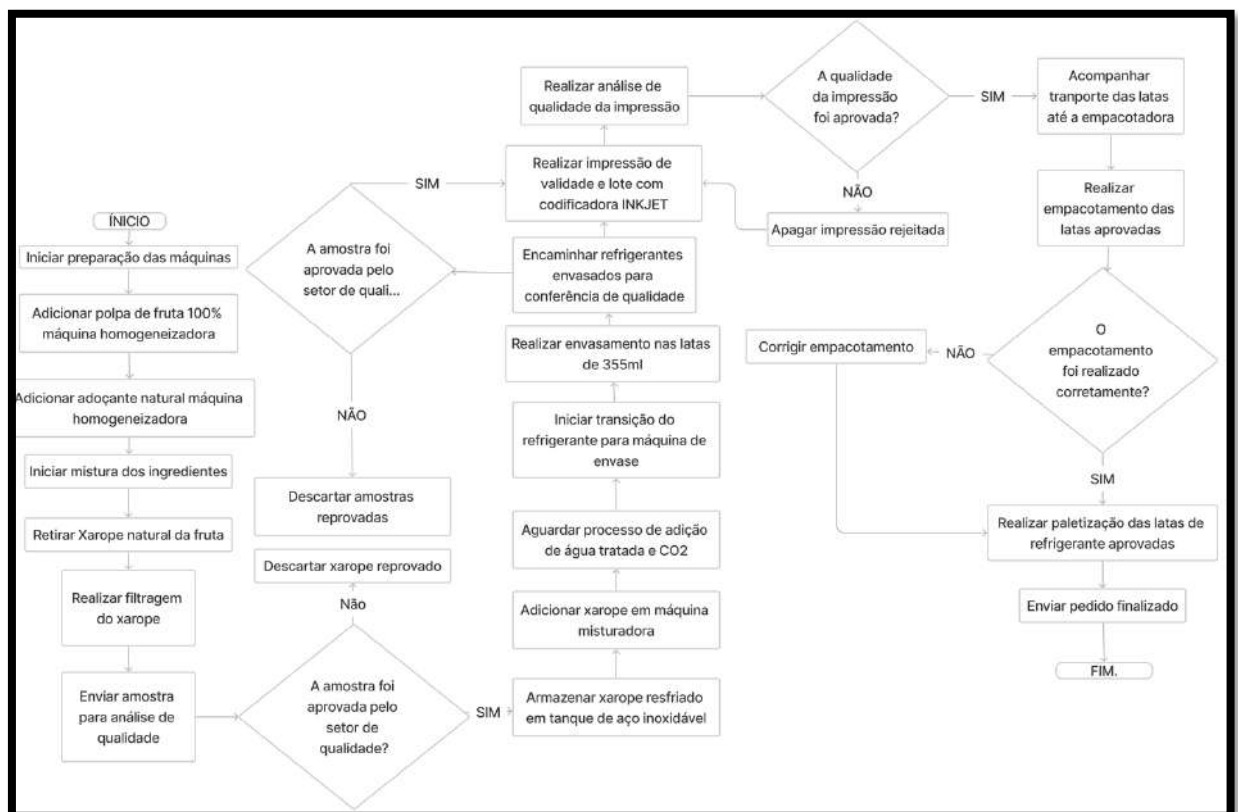 ÍNICIO
Iniciar preparação das máquinas
Adicionar polpa de fruta 100%
máquina homogeneizadora
Adicionar adoçante natural máquina
homogeneizadora
Iniciar mistura dos ingredientes
Retirar Xarope natural da fruta
Realizar filtragem
do xarope
Enviar amostra
para análise de
qualidade
A amostra foi
aprovada pelo
setor de
qualidade?
Não
Descartar xarope reprovado
SIM
Armazenar xarope resfriado
em tanque de aço inoxidável
Adicionar xarope em máquina
misturadora
Aguardar processo de adição
de água tratada e CO2
Iniciar transição do
refrigerante para máquina de
envase
Realizar envasamento nas latas
de 355ml
Encaminhar refrigerantes
envasados para
conferência de qualidade
A amostra foi
aprovada pelo
setor de quali...
NÃO
Descartar amostras
reprovadas
SIM
Realizar impressão de
validade e lote com
codificadora INKJET
Realizar análise de
qualidade da impressão
A qualidade
da impressão
foi aprovada?
NÃO
Apagar impressão rejeitada
SIM
Acompanhar
tranporte das latas
até a empacotadora
Realizar
empacotamento das
latas aprovadas
O
empacotamento
foi realizado
corretamente?
NÃO
Corrigir empacotamento
SIM
Realizar paletização das latas de
refrigerante aprovadas
Enviar pedido finalizado
FIM.